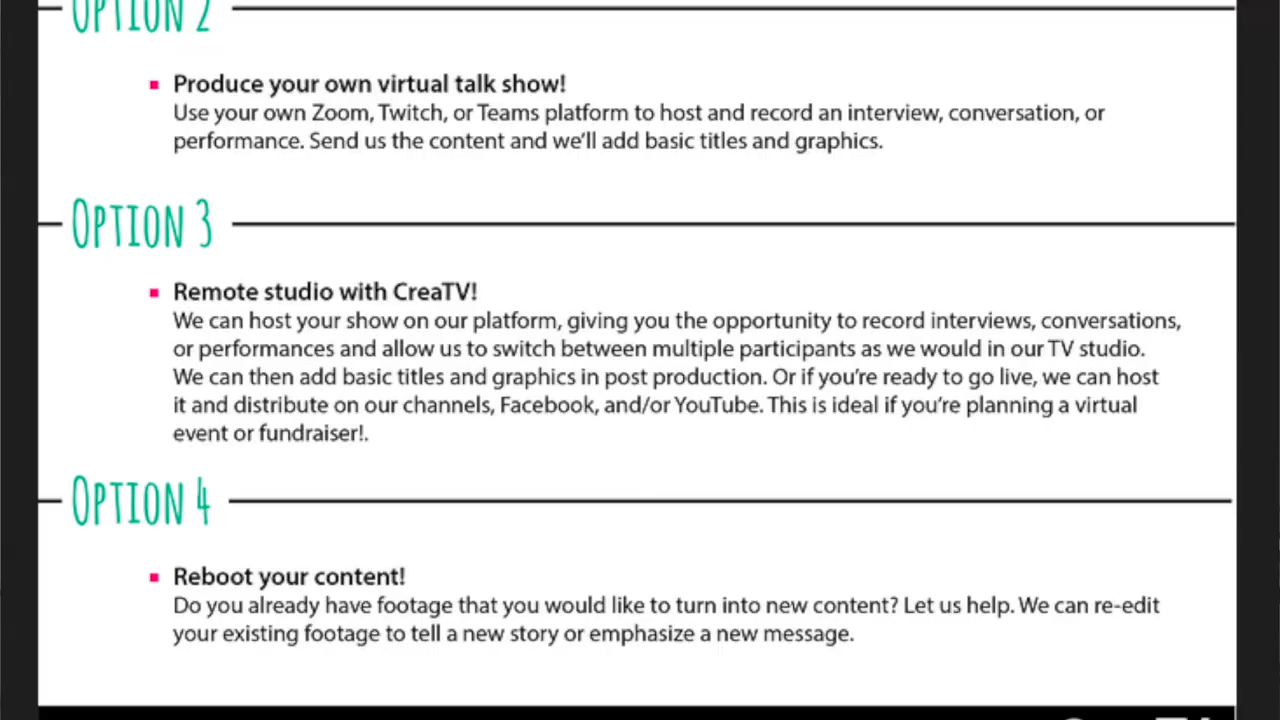 OPTION 2
Produce your own virtual talk show!
Use your own Zoom, Twitch, or Teams platform to host and record an interview, conversation, or
performance. Send us the content and we'll add basic titles and graphics.
OPTION 3
Remote studio with CreaTV!
We can host your show on our platform, giving you the opportunity to record interviews, conversations,
or performances and allow us to switch between multiple participants as we would in our TV studio.
We can then add basic titles and graphics in post production. Or if you're ready to go live, we can host
it and distribute on our channels, Facebook, and/or YouTube. This is ideal if you're planning a virtual
event or fundraiser!.
OPTION 4
Reboot your content!
Do you already have footage that you would like to turn into new content? Let us help. We can re-edit
your existing footage to tell a new story or emphasize a new message.